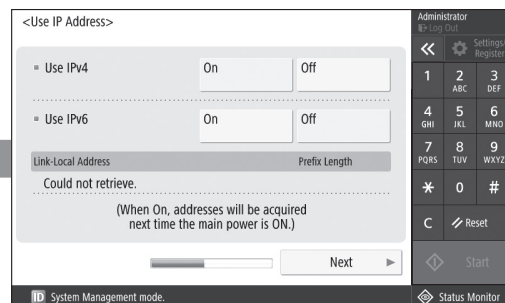 <Use IP Address>
Use IPv4
On
Off
Use IPv6
On
Off
Link-Local Address
Prefix Length
Could not retrieve.
(When On, addresses will be acquired
next time the main power is ON.)
Next
ID System Management mode.
Administrator
Log Out
Settings/
Register
1
2
ABC
3
DEF
4
GHI
5
JKL
6
MNO
7
PQRS
8
TUV
9
WXYZ
*
0
#
C
Reset
Start
Status Monitor